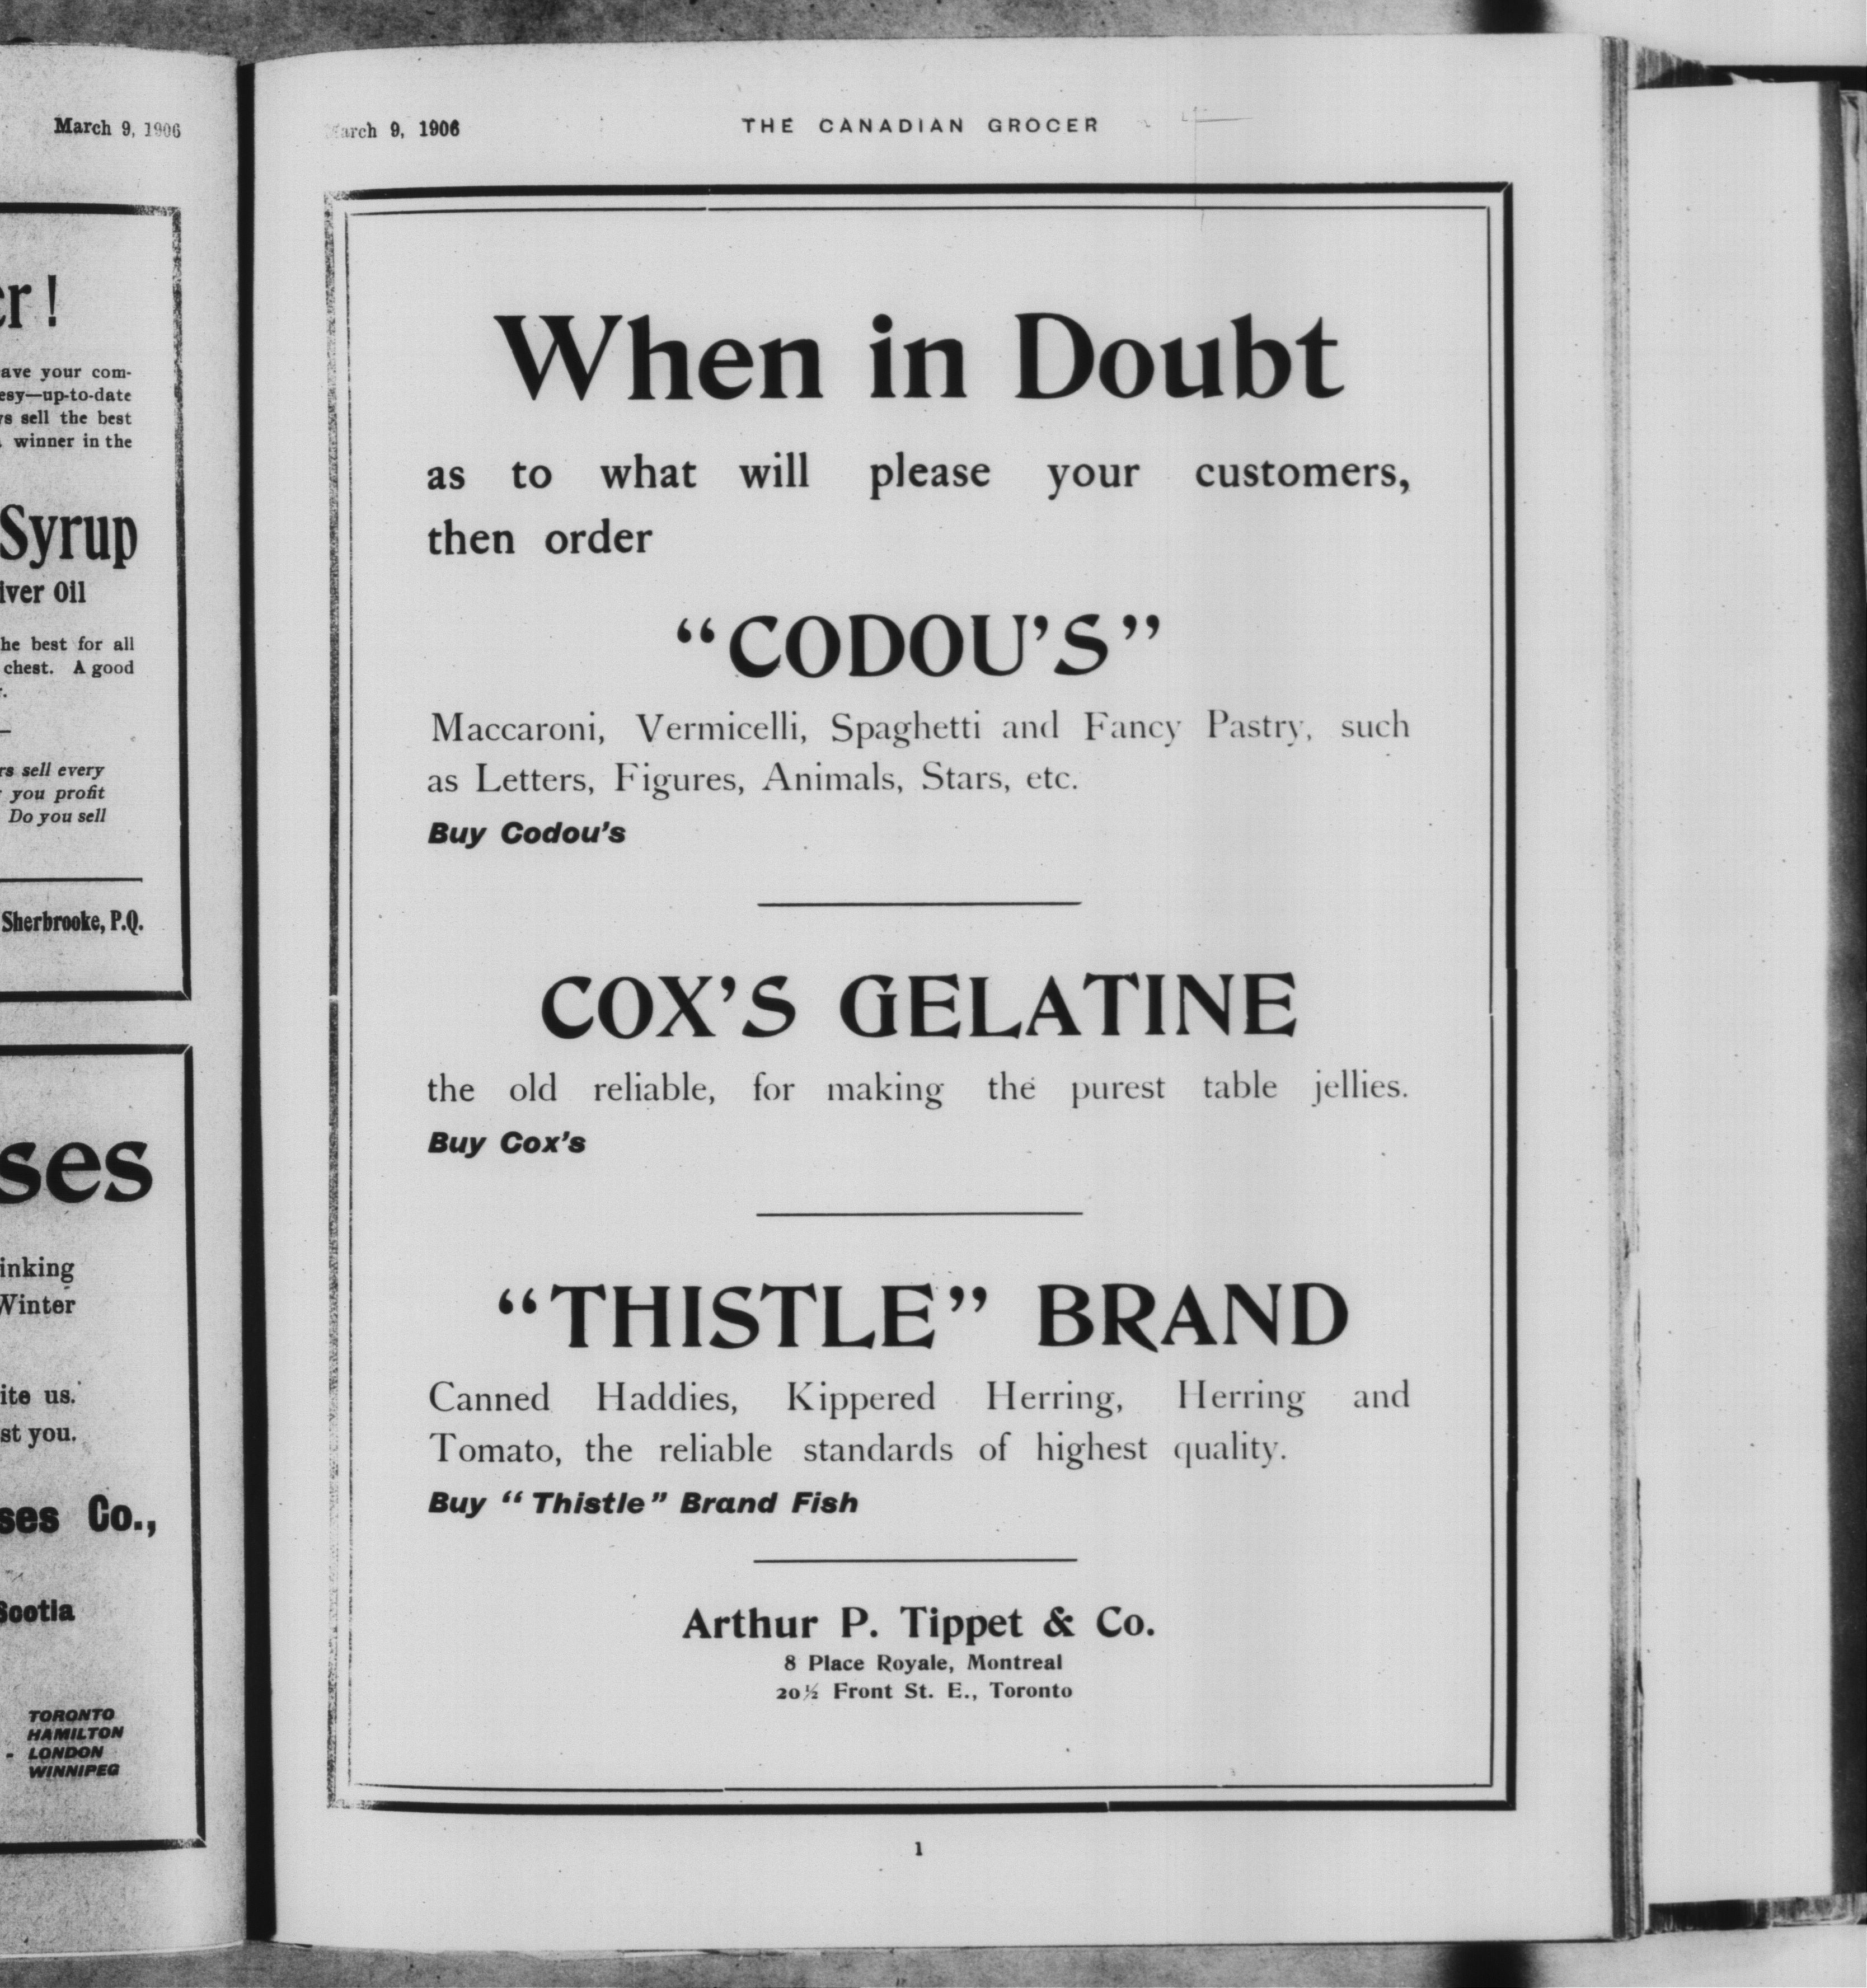 March 9, 1906
er!
ave your com-
esy—up-to-date
rs sell the best
winner in the
Syrup
iver Oil
he best for all
chest. A good
rs sell every
you profit
Do you sell
Sherbrooke, P.Q.
ses
inking
Winter
ite us.
st you.
ses Co.,
Scotia
TORONTO
HAMILTON
- LONDON
WINNIPEG
March 9, 1906
THE CANADIAN GROCER
When in Doubt
as to what will please your customers,
then order
“CODOU’S”
Maccaroni, Vermicelli, Spaghetti and Fancy Pastry, such
as Letters, Figures, Animals, Stars, etc.
Buy Codou’s
COX’S GELATINE
the old reliable, for making the purest table jellies.
Buy Cox’s
“THISTLE” BRAND
Canned Haddies, Kippered Herring, Herring and
Tomato, the reliable standards of highest quality.
Buy “Thistle” Brand Fish
Arthur P. Tippet & Co.
8 Place Royale, Montreal
20½ Front St. E., Toronto
1